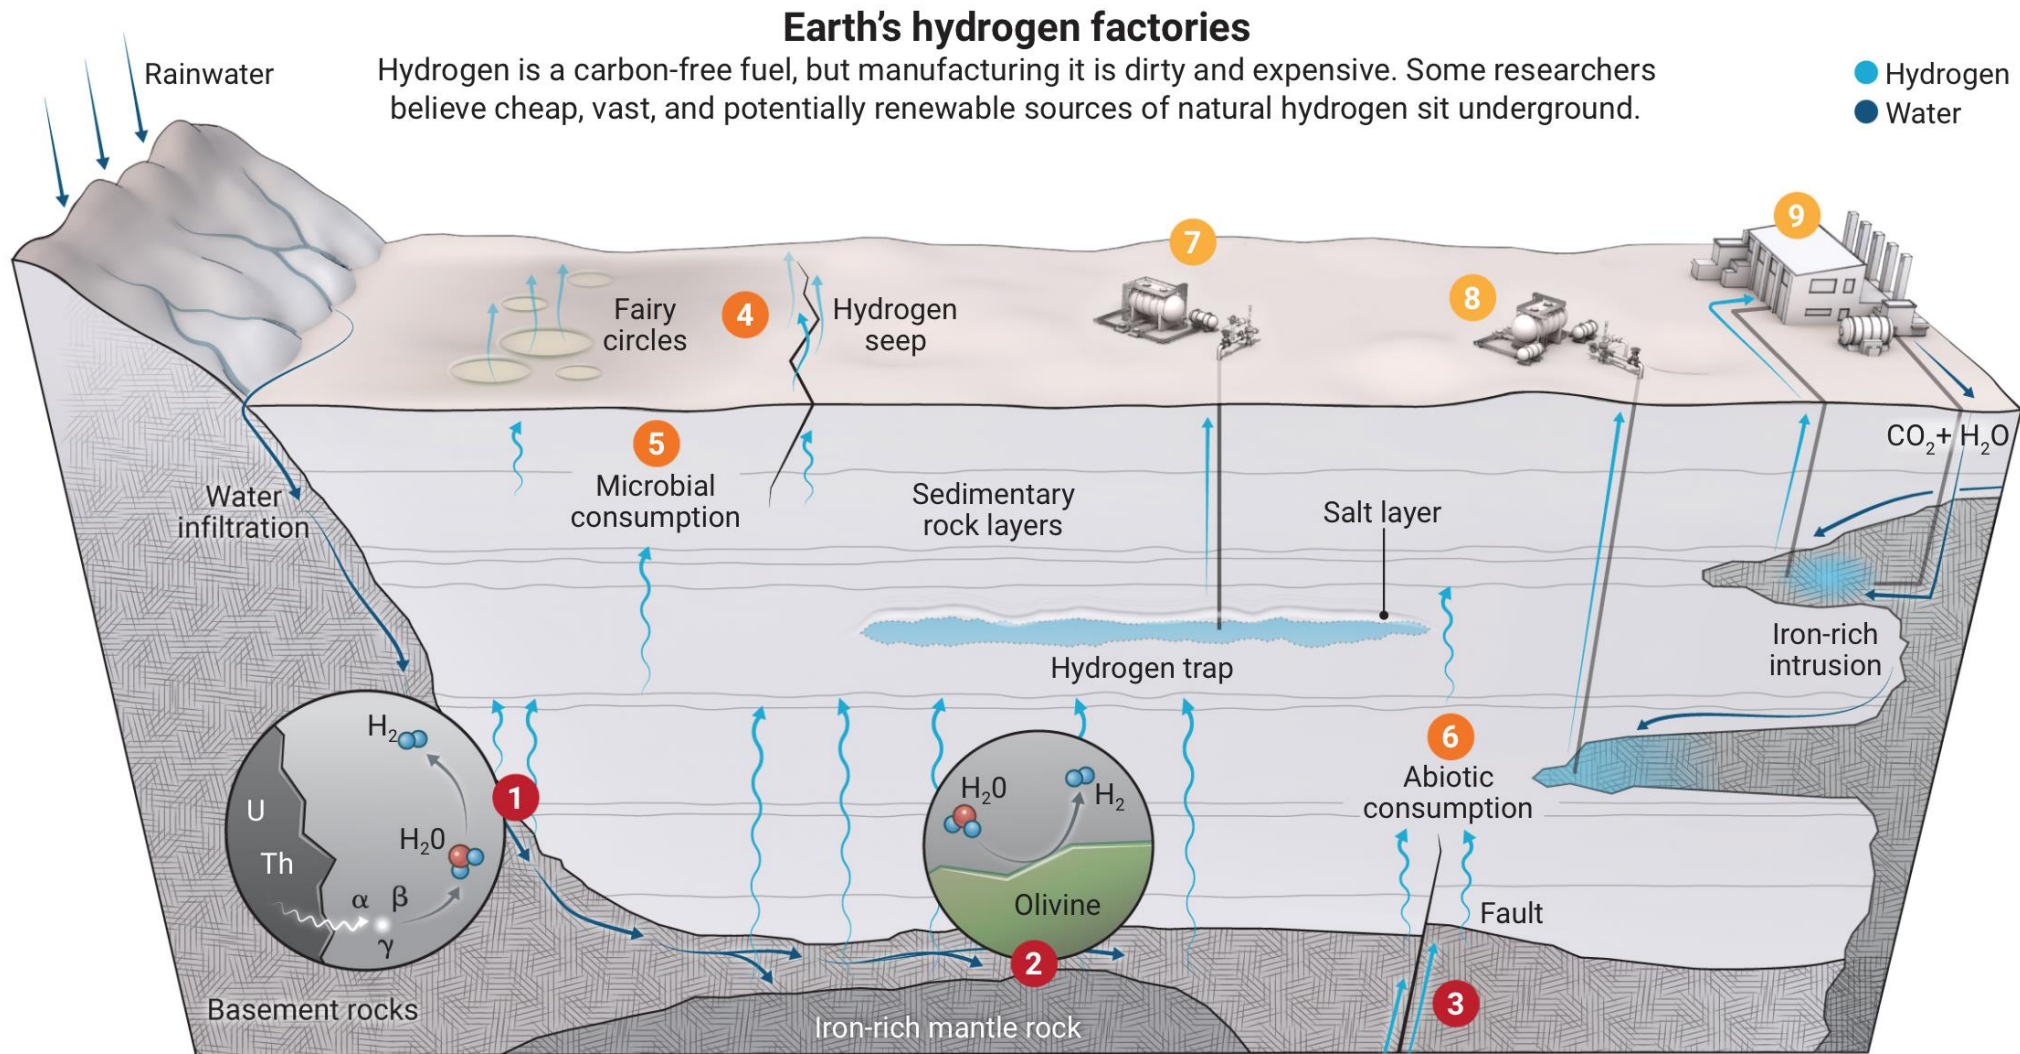 Earth’s hydrogen factories
Hydrogen is a carbon-free fuel, but manufacturing it is dirty and expensive. Some researchers
believe cheap, vast, and potentially renewable sources of natural hydrogen sit underground.
Hydrogen
Water
Rainwater
7
8
9
Fairy
circles
4
Hydrogen
seep
5
Microbial
consumption
Water
infiltration
Sedimentary
rock layers
Salt layer
CO₂+ H₂O
Hydrogen trap
Iron-rich
intrusion
1
H₂
U
Th
H₂0
α
β
γ
H₂0
H₂
Olivine
2
6
Abiotic
consumption
Fault
3
Basement rocks
Iron-rich mantle rock